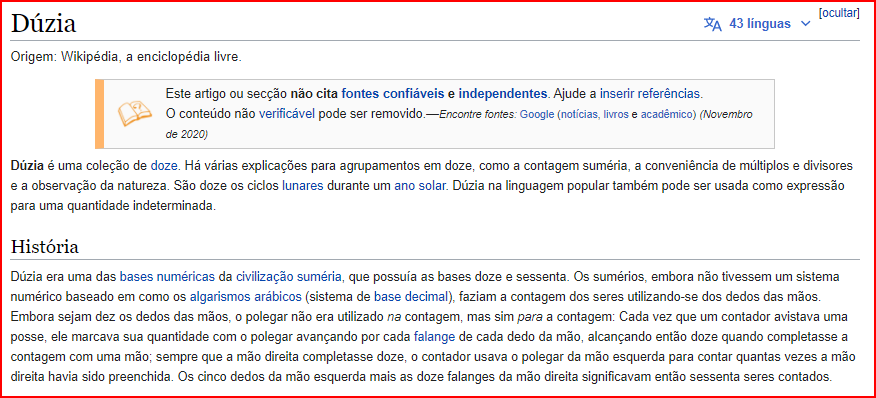 Dúzia
43 línguas
[ocultar]
Origem: Wikipédia, a enciclopédia livre.
Este artigo ou secção não cita fontes confiáveis e independentes. Ajude a inserir referências.
O conteúdo não verificável pode ser removido.—Encontre fontes: Google (notícias, livros e acadêmico) (Novembro
de 2020)
Dúzia é uma coleção de doze. Há várias explicações para agrupamentos em doze, como a contagem suméria, a conveniência de múltiplos e divisores
e a observação da natureza. São doze os ciclos lunares durante um ano solar. Dúzia na linguagem popular também pode ser usada como expressão
para uma quantidade indeterminada.
História
Dúzia era uma das bases numéricas da civilização suméria, que possuía as bases doze e sessenta. Os sumérios, embora não tivessem um sistema
numérico baseado em como os algarismos arábicos (sistema de base decimal), faziam a contagem dos seres utilizando-se dos dedos das mãos.
Embora sejam dez os dedos das mãos, o polegar não era utilizado na contagem, mas sim para a contagem: Cada vez que um contador avistava uma
posse, ele marcava sua quantidade com o polegar avançando por cada falange de cada dedo da mão, alcançando então doze quando completasse a
contagem com uma mão; sempre que a mão direita completasse doze, o contador usava o polegar da mão esquerda para contar quantas vezes a mão
direita havia sido preenchida. Os cinco dedos da mão esquerda mais as doze falanges da mão direita significavam então sessenta seres contados.